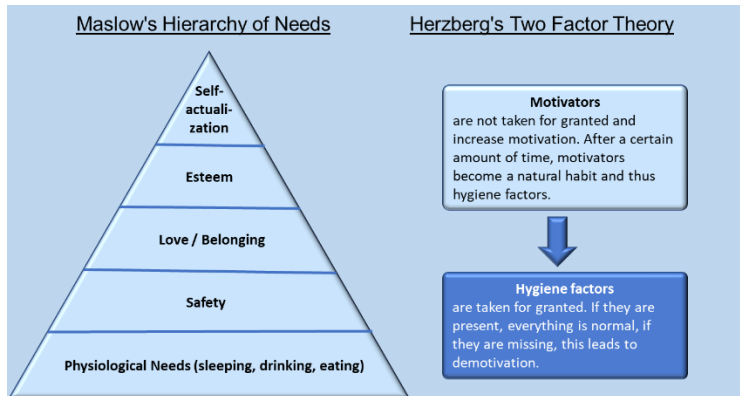 Maslow's Hierarchy of Needs
Self-
actuali-
zation
Esteem
Love / Belonging
Safety
Physiological Needs (sleeping, drinking, eating)
Herzberg's Two Factor Theory
Motivators
are not taken for granted and
increase motivation. After a certain
amount of time, motivators
become a natural habit and thus
hygiene factors.
Hygiene factors
are taken for granted. If they are
present, everything is normal, if
they are missing, this leads to
demotivation.